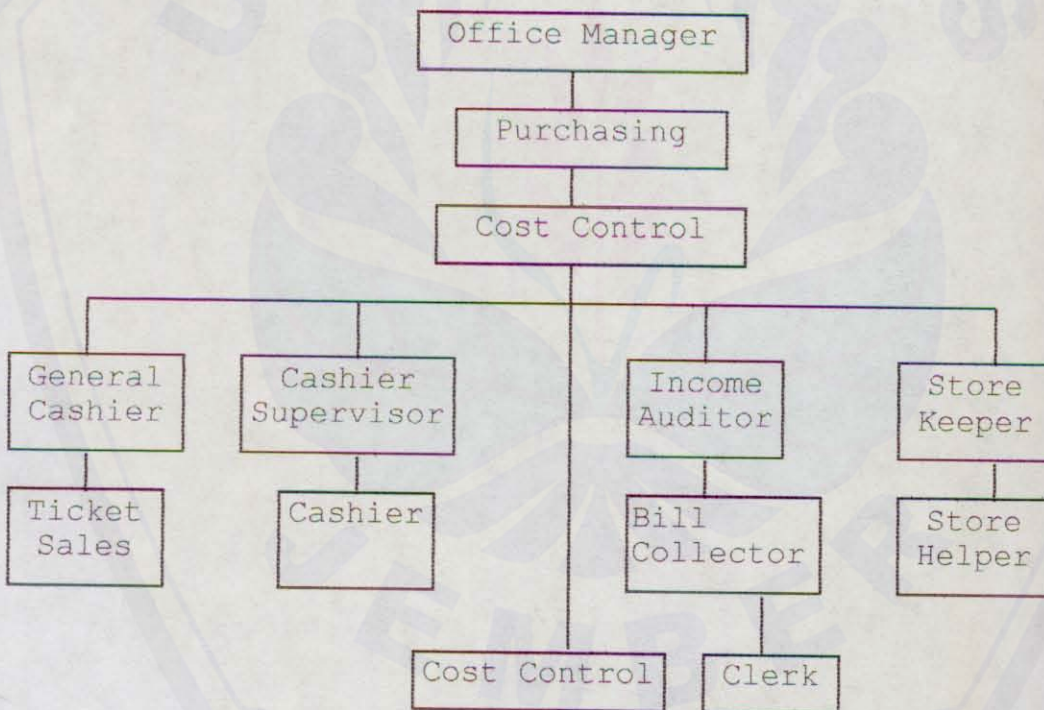 Office Manager
Purchasing
Cost Control
General
Cashier
Cashier
Supervisor
Income
Auditor
Store
Keeper
Ticket
Sales
Cashier
Bill
Collector
Store
Helper
Cost Control
Clerk